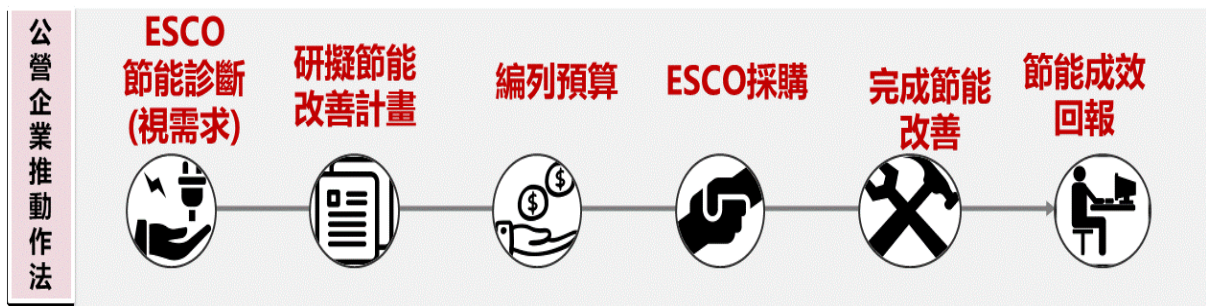 公營企業推動作法
ESCO
節能診斷
(視需求)
研擬節能
改善計畫
編列預算
ESCO採購
完成節能
改善
節能成效
回報
$
$